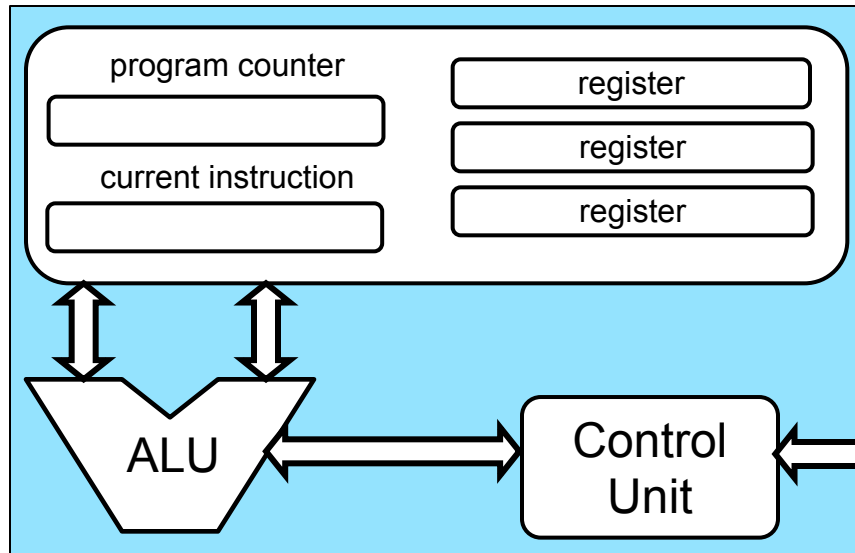 program counter
current instruction
register
register
register
ALU
Control
Unit